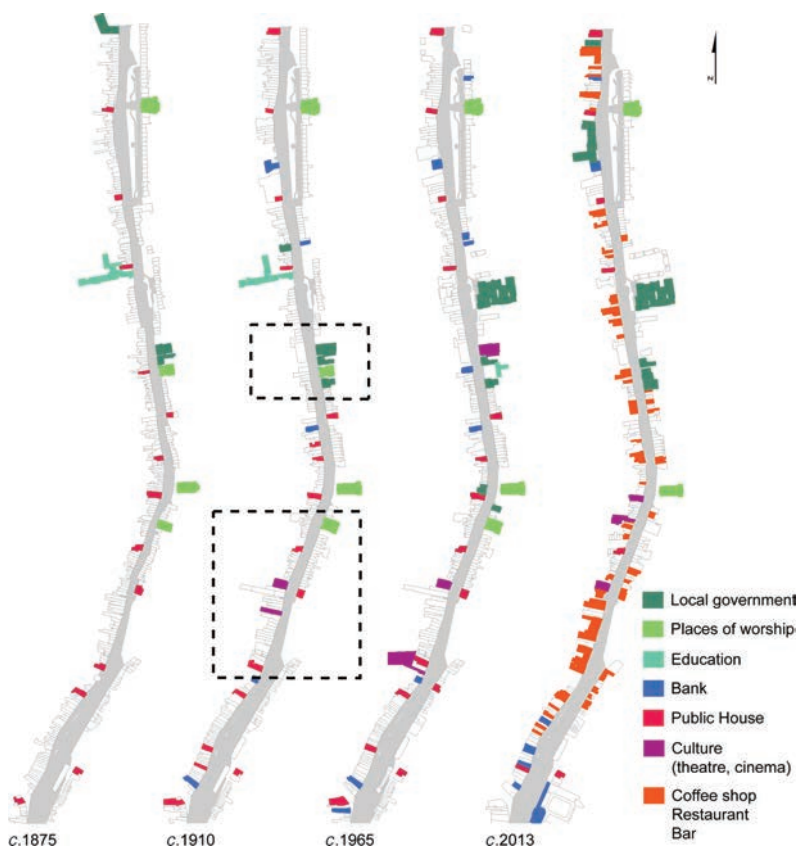 N
Local government
Places of worship
Education
Bank
Public House
Culture
(theatre, cinema)
Coffee shop
Restaurant
Bar
c.1875
c.1910
c.1965
c.2013